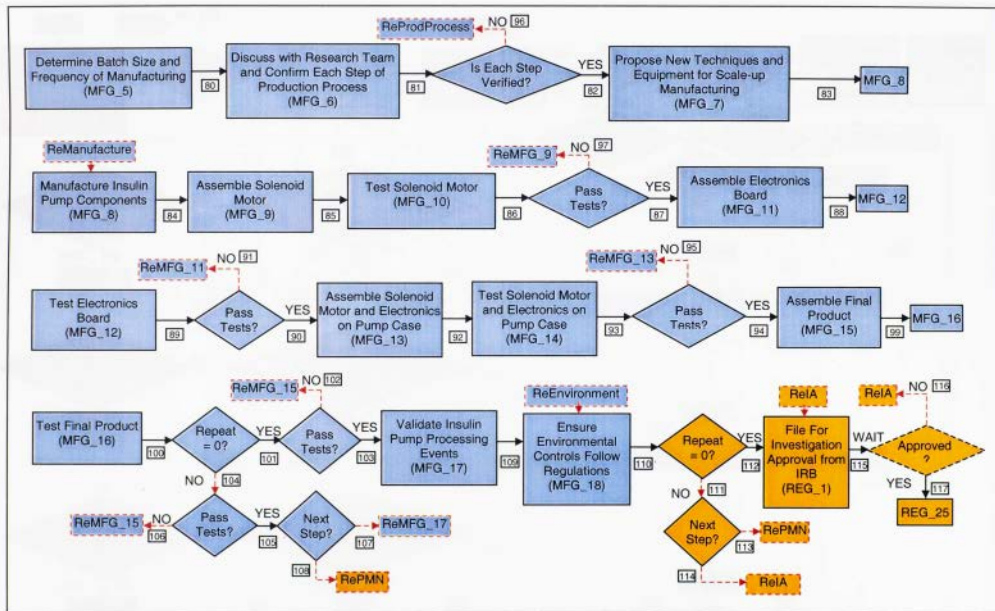 NO 96
ReProdProcess
Determine Batch Size and
Frequency of Manufacturing
(MFG_5)
80
Discuss with Research Team
and Confirm Each Step of
Production Process
(MFG_6)
81
Is Each Step
Verified?
YES
82
Propose New Techniques and
Equipment for Scale-up
Manufacturing
(MFG_7)
83
MFG_8
ReManufacture
Manufacture Insulin
Pump Components
(MFG_8)
84
Assemble Solenoid
Motor
(MFG_9)
85
Test Solenoid Motor
(MFG_10)
86
ReMFG_9
NO 97
Pass
Tests?
YES
87
Assemble Electronics
Board
(MFG_11)
88
MFG_12
Test Electronics
Board
(MFG_12)
89
ReMFG_11
NO 91
Pass
Tests?
YES
90
Assemble Solenoid
Motor and Electronics
on Pump Case
(MFG_13)
92
Test Solenoid Motor
and Electronics on
Pump Case
(MFG_14)
93
ReMFG_13
NO 95
Pass
Tests?
YES
94
Assemble Final
Product
(MFG_15)
99
MFG_16
Test Final Product
(MFG_16)
100
Repeat
= 0?
YES
101
ReMFG_15
NO 102
Pass
Tests?
YES
103
Validate Insulin
Pump Processing
Events
(MFG_17)
109
ReEnvironment
Ensure
Environmental
Controls Follow
Regulations
(MFG_18)
110
Repeat
= 0?
YES
112
ReIA
File For
Investigation
Approval from
IRB
(REG_1)
WAIT
115
ReIA
NO 116
Approved
?
YES 117
REG_25
NO 104
ReMFG_15
NO
106
Pass
Tests?
YES
105
Next
Step?
107
ReMFG_17
108
RePMN
NO 111
Next
Step?
113
RePMN
114
ReIA